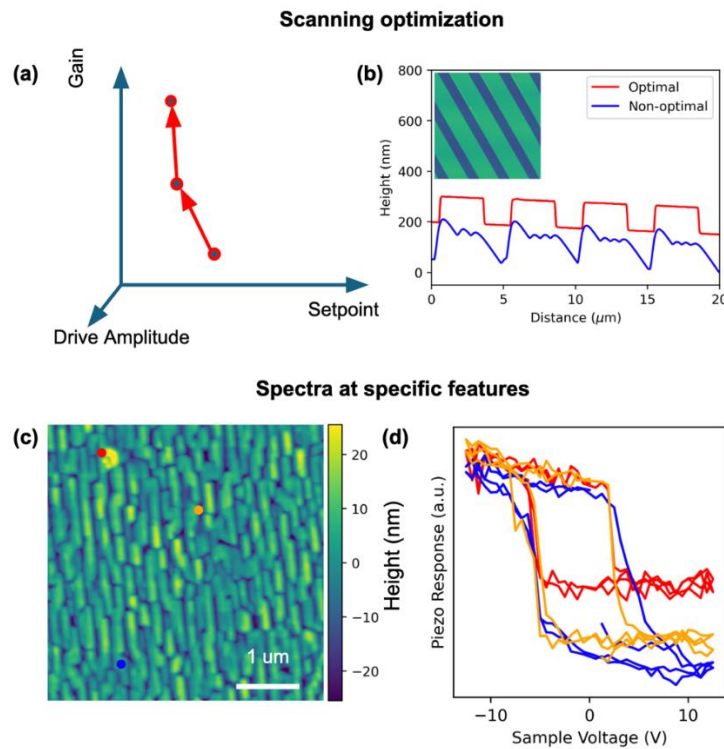 Scanning optimization
(a)
Gain
Setpoint
Drive Amplitude
(b)
800
600
400
200
0
Height (nm)
Optimal
Non-optimal
0
5
10
15
20
Distance (μm)
Spectra at specific features
(c)
1 um
20
10
0
−10
−20
Height (nm)
(d)
Piezo Response (a.u.)
−10
0
10
Sample Voltage (V)